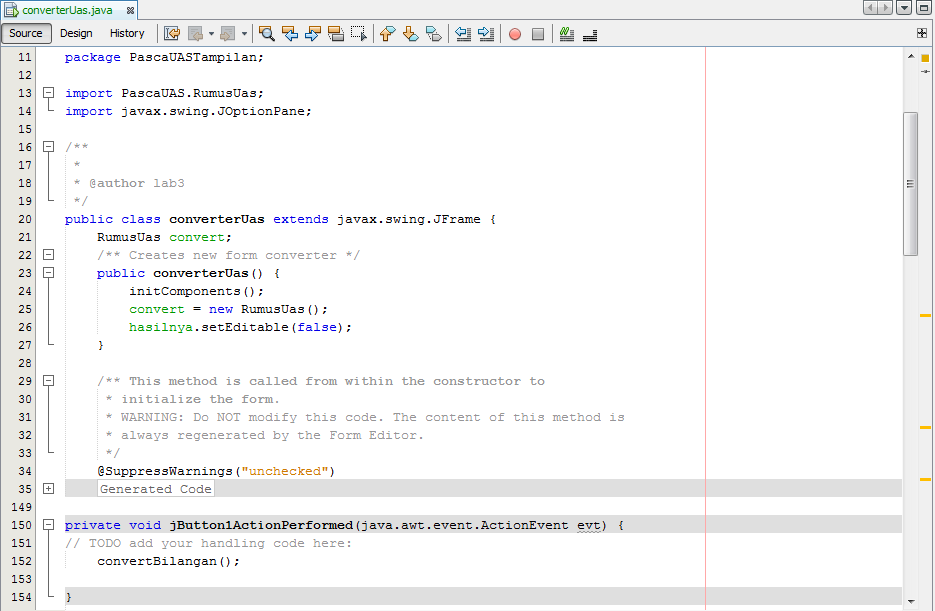 converterUas.java
Source Design History
11 package PascaUASTampilan;
12
13 import PascaUAS.RumusUas;
14 import javax.swing.JOptionPane;
15
16 /**
17 *
18 * @author lab3
19 */
20 public class converterUas extends javax.swing.JFrame {
21 RumusUas convert;
22 /** Creates new form converter */
23 public converterUas() {
24 initComponents();
25 convert = new RumusUas();
26 hasilnya.setEditable(false);
27 }
28
29 /** This method is called from within the constructor to
30 * initialize the form.
31 * WARNING: Do NOT modify this code. The content of this method is
32 * always regenerated by the Form Editor.
33 */
34 @SuppressWarnings("unchecked")
35 Generated Code
149
150 private void jButton1ActionPerformed(java.awt.event.ActionEvent evt) {
151 // TODO add your handling code here:
152 convertBilangan();
153
154 }